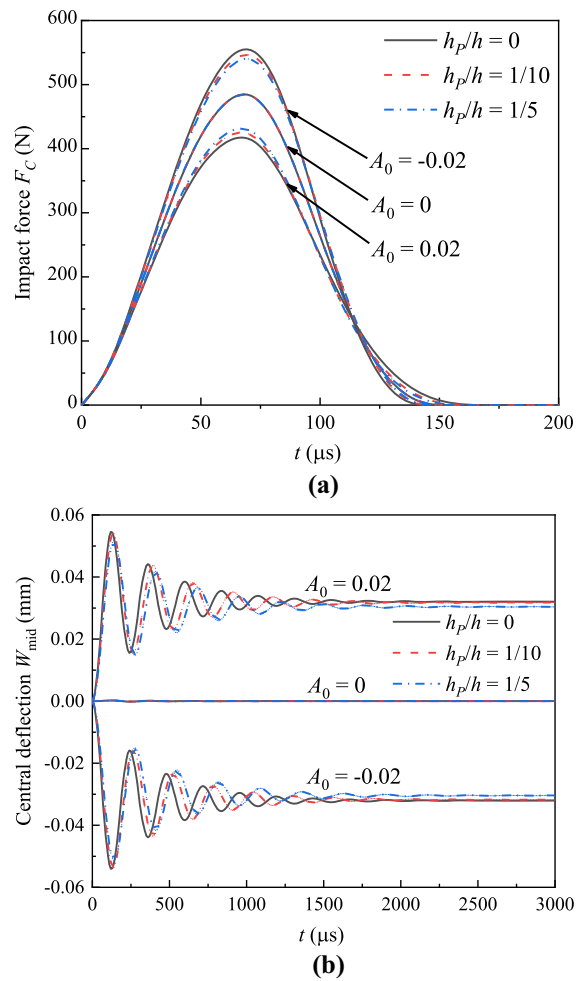 600
500
400
300
200
100
0
Impact force F_C (N)
h_P/h = 0
h_P/h = 1/10
h_P/h = 1/5
A_0 = -0.02
A_0 = 0
A_0 = 0.02
0 50 100 150 200
t (μs)
(a)
0.06
0.04
0.02
0.00
-0.02
-0.04
-0.06
Central deflection W_mid (mm)
A_0 = 0.02
h_P/h = 0
h_P/h = 1/10
h_P/h = 1/5
A_0 = 0
A_0 = -0.02
0 500 1000 1500 2000 2500 3000
t (μs)
(b)